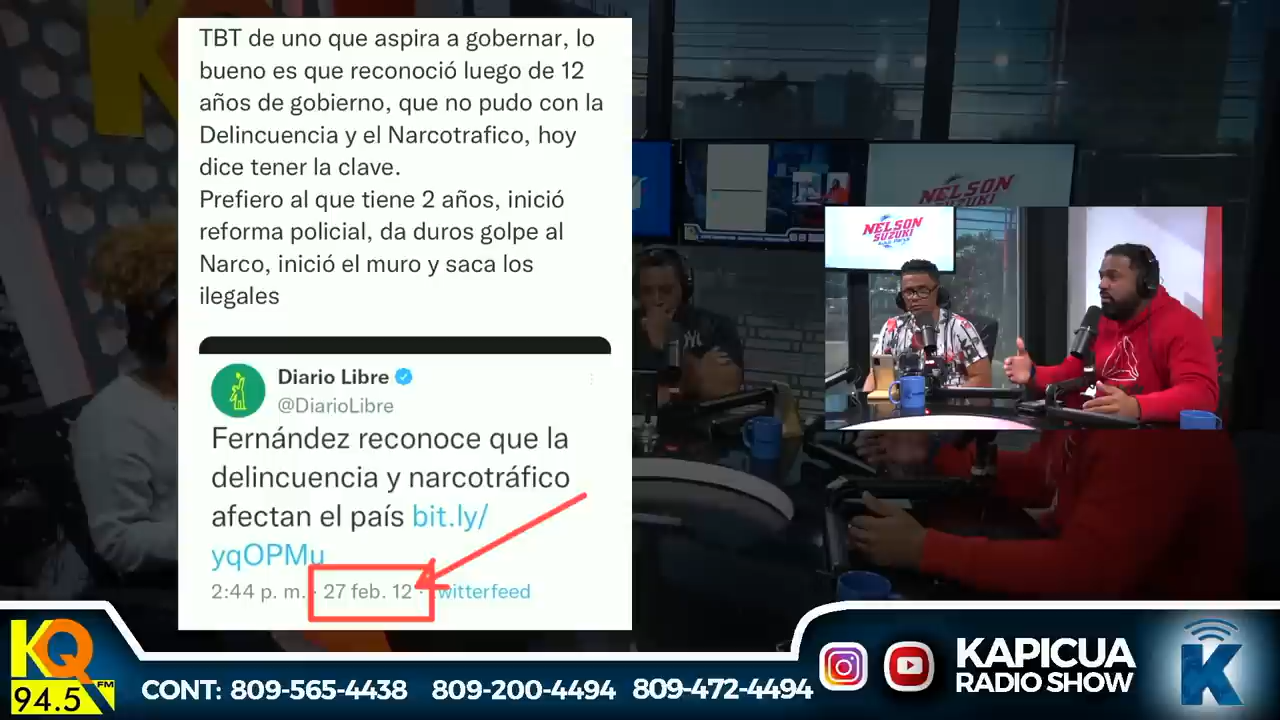 TBT de uno que aspira a gobernar, lo
bueno es que reconoció luego de 12
años de gobierno, que no pudo con la
Delincuencia y el Narcotrafico, hoy
dice tener la clave.
Prefiero al que tiene 2 años, inició
reforma policial, da duros golpe al
Narco, inició el muro y saca los
ilegales
Diario Libre
@DiarioLibre
Fernández reconoce que la
delincuencia y narcotráfico
afectan el país bit.ly/
yqOPMu
2:44 p. m. · 27 feb. 12 · witterfeed
NELSON
SUZUKI
NELSON
SUZUKI
KQ
94.5 FM
CONT: 809-565-4438 809-200-4494 809-472-4494
KAPICUA
RADIO SHOW
K